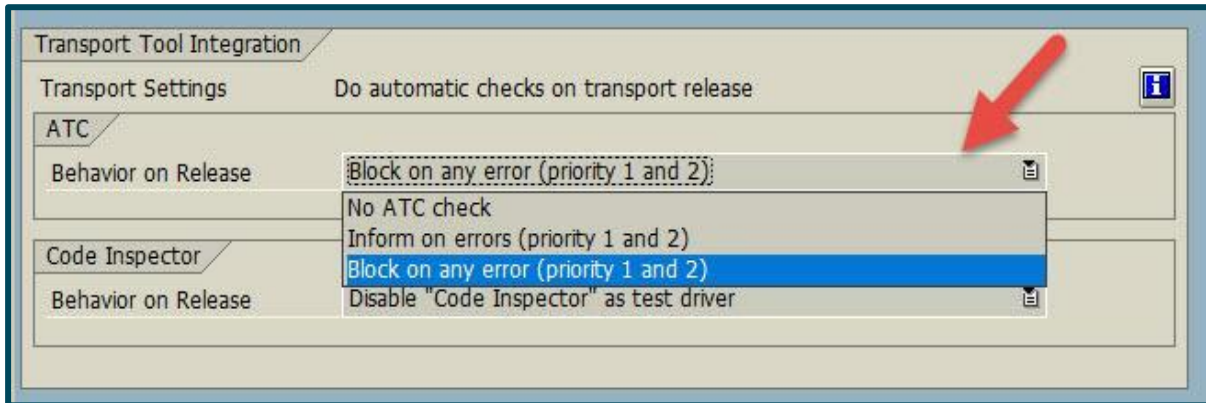 Transport Tool Integration
Transport Settings Do automatic checks on transport release
ATC
Behavior on Release Block on any error (priority 1 and 2)
No ATC check
Inform on errors (priority 1 and 2)
Block on any error (priority 1 and 2)
Code Inspector
Behavior on Release Disable "Code Inspector" as test driver